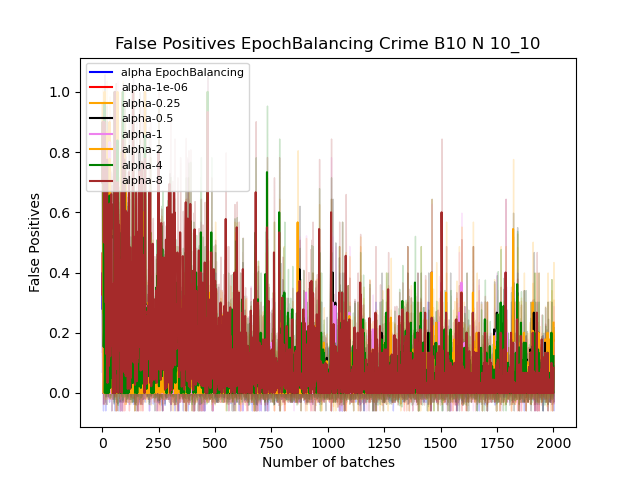 False Positives EpochBalancing Crime B10 N 10_10
alpha EpochBalancing
alpha-1e-06
alpha-0.25
alpha-0.5
alpha-1
alpha-2
alpha-4
alpha-8
False Positives
1.0
0.8
0.6
0.4
0.2
0.0
0 250 500 750 1000 1250 1500 1750 2000
Number of batches